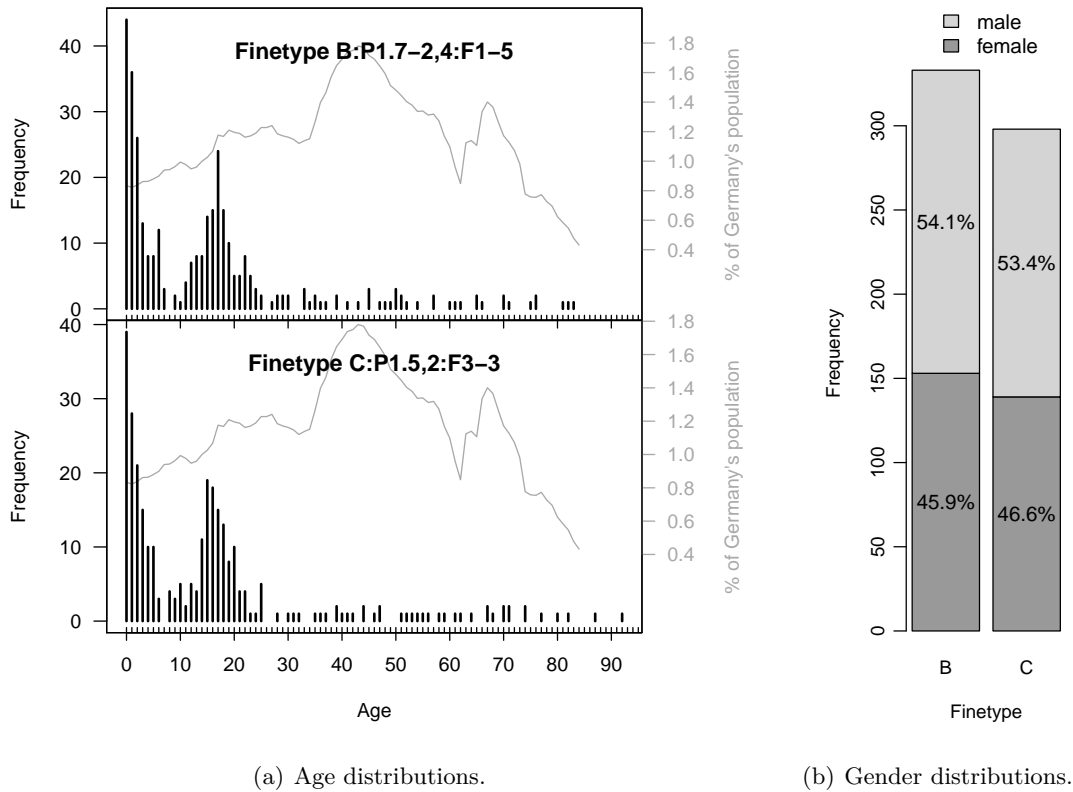 Finetype B:P1.7−2,4:F1−5
Frequency
0
10
20
30
40
0.4
0.6
0.8
1.0
1.2
1.4
1.6
1.8
% of Germany's population
Finetype C:P1.5,2:F3−3
Frequency
0
10
20
30
40
0.4
0.6
0.8
1.0
1.2
1.4
1.6
1.8
% of Germany's population
0 10 20 30 40 50 60 70 80 90
Age
(a) Age distributions.
male
female
Frequency
0
50
100
150
200
250
300
54.1%
53.4%
45.9%
46.6%
B C
Finetype
(b) Gender distributions.